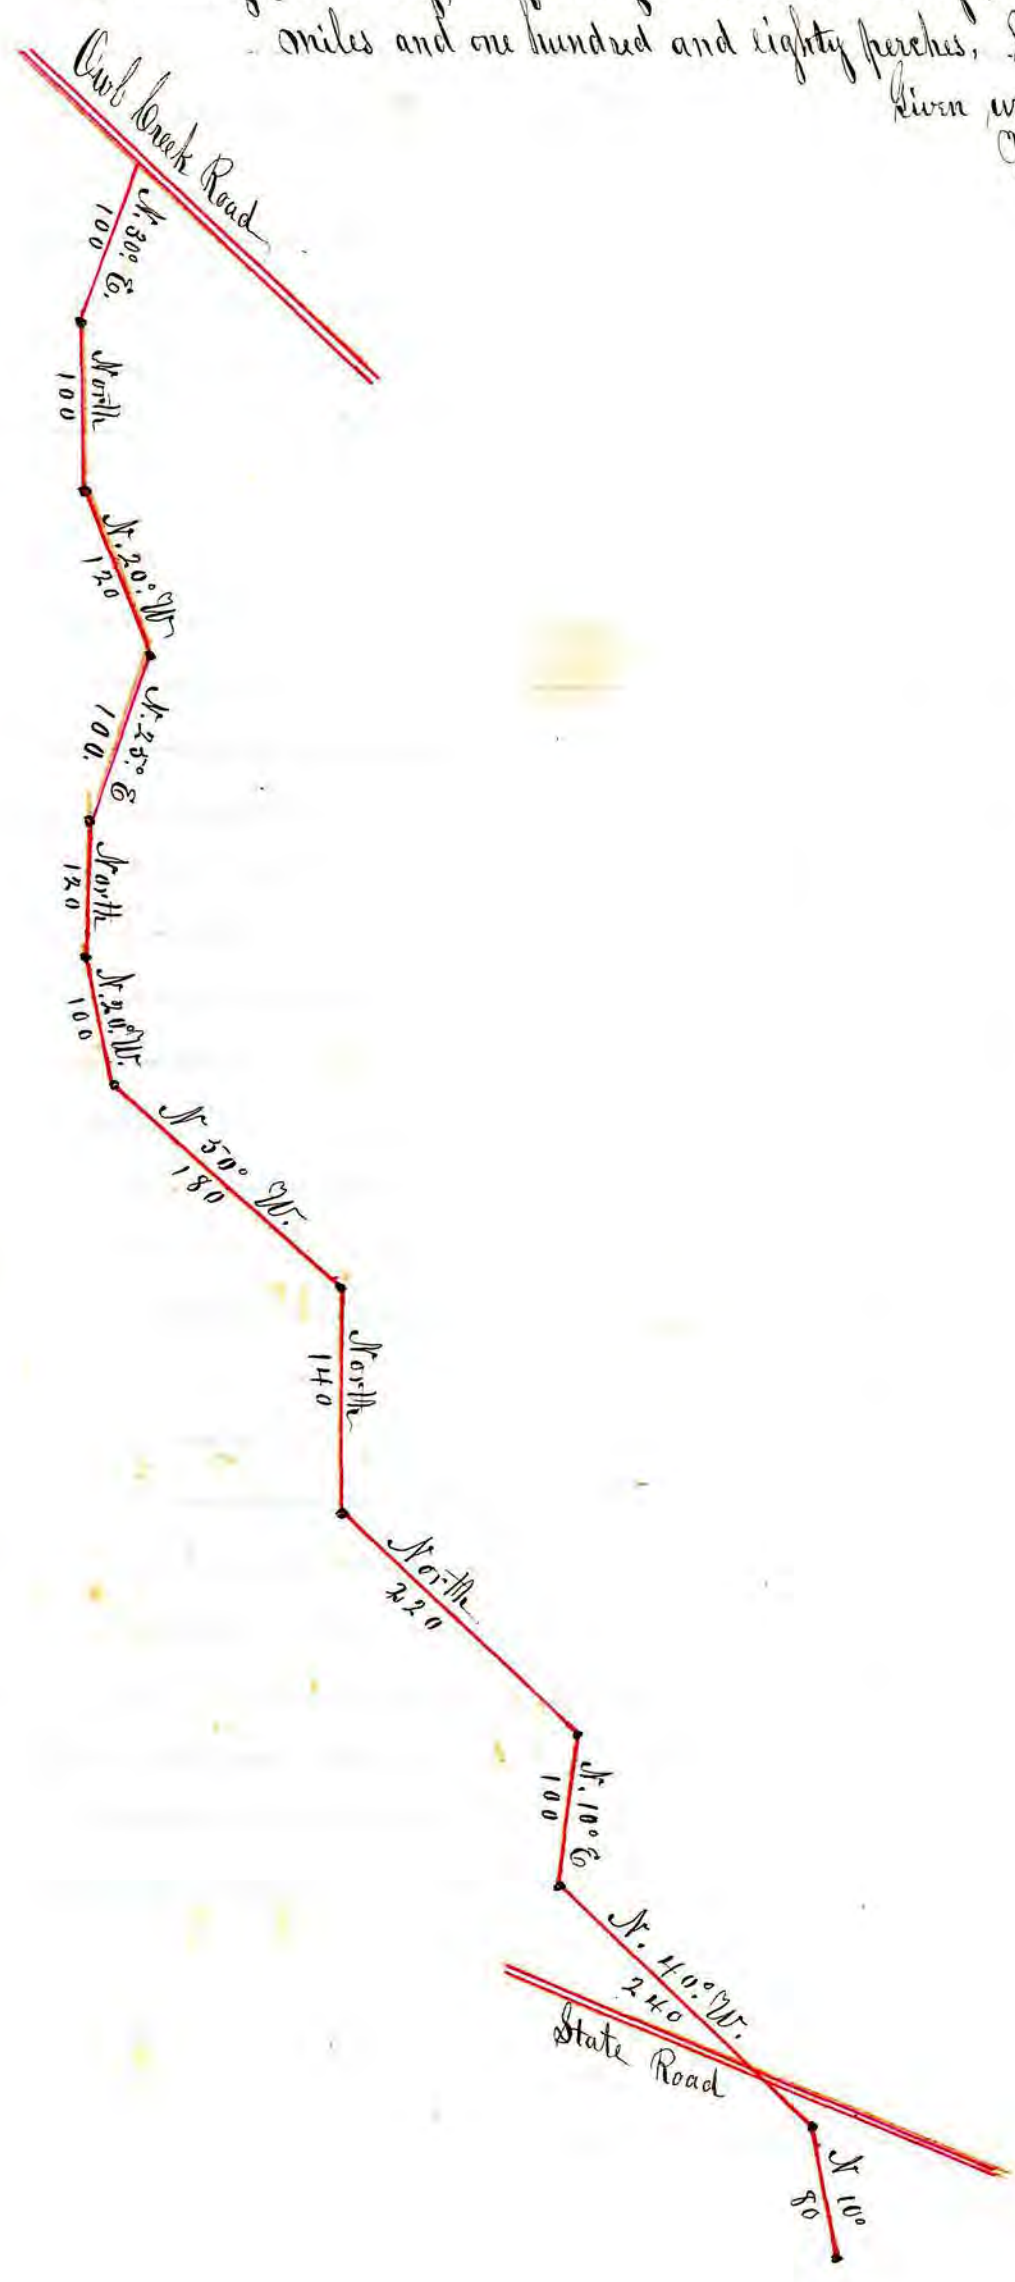 miles and one hundred and eighty perches.
Given
Owl Creek Road
N. 30° E.
100
North
100
N. 20° W
120
N. 25° E
100.
North
120
N. 20° W.
100
N 50° W.
180
North
140
North
220
N. 10° E
100
N. 40° W.
240
State Road
N 10°
80